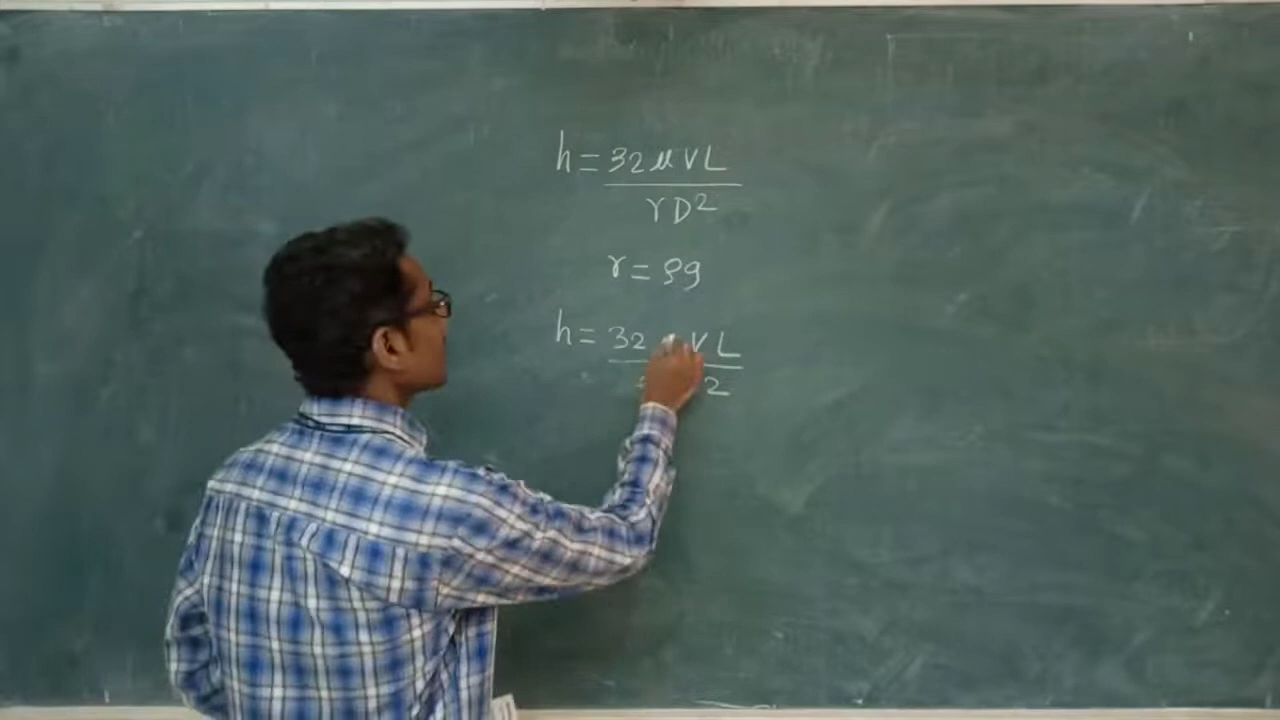 h = 32 μ V L
γ D²
γ = ρg
h = 32 V L
2